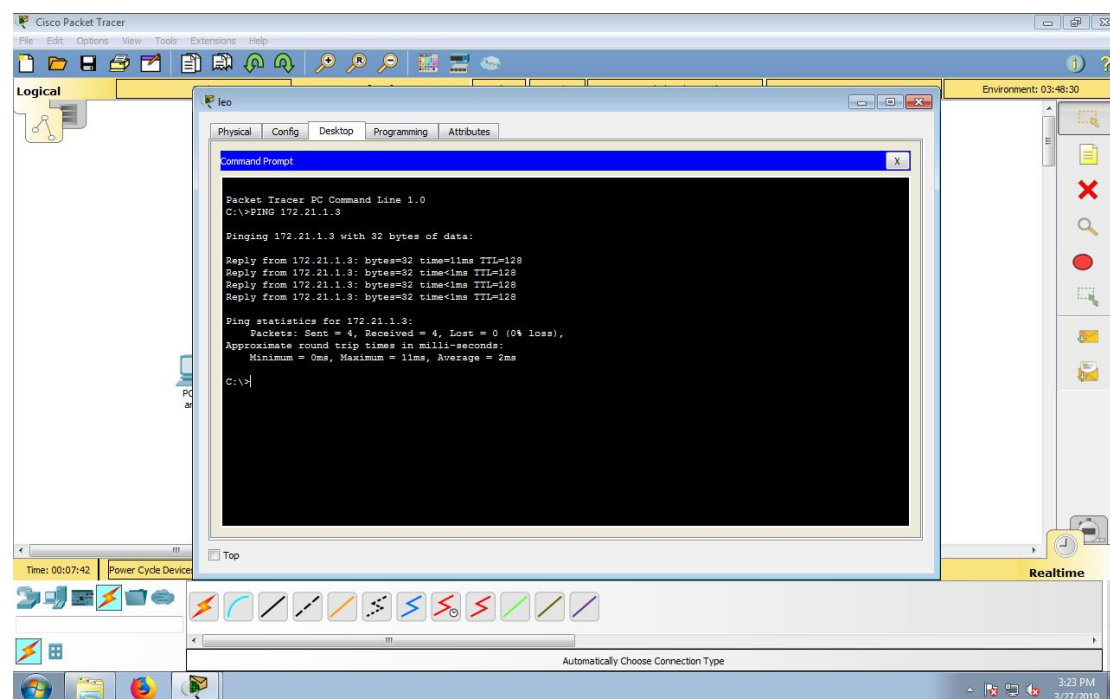 Cisco Packet Tracer
File Edit Options View Tools Extensions Help
Logical
Environment: 03:48:30
leo
Physical Config Desktop Programming Attributes
Command Prompt
X
Packet Tracer PC Command Line 1.0
C:\>PING 172.21.1.3
Pinging 172.21.1.3 with 32 bytes of data:
Reply from 172.21.1.3: bytes=32 time=11ms TTL=128
Reply from 172.21.1.3: bytes=32 time<1ms TTL=128
Reply from 172.21.1.3: bytes=32 time<1ms TTL=128
Reply from 172.21.1.3: bytes=32 time<1ms TTL=128
Ping statistics for 172.21.1.3:
Packets: Sent = 4, Received = 4, Lost = 0 (0% loss),
Approximate round trip times in milli-seconds:
Minimum = 0ms, Maximum = 11ms, Average = 2ms
C:\>
PC
ar
Top
Time: 00:07:42 Power Cycle Devices
Realtime
Automatically Choose Connection Type
3:23 PM
3/27/2019